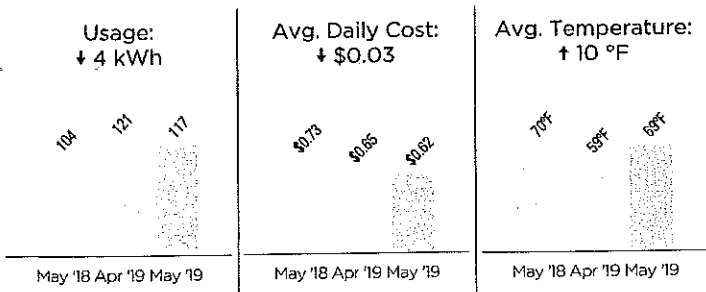 Usage:
↓ 4 kWh
104 121 117
May '18 Apr '19 May '19
Avg. Daily Cost:
↓ $0.03
$0.73 $0.65 $0.62
May '18 Apr '19 May '19
Avg. Temperature:
↑ 10 °F
70°F 59°F 69°F
May '18 Apr '19 May '19